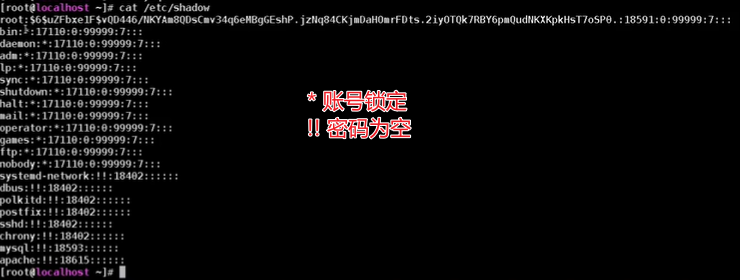 [root@localhost ~]# cat /etc/shadow
root:$6$uZFbxe1F$vQD446/NKYAm8QDsCmv34q6eMBgGEshP.jzNq84CKjmDaHOmrFDts.2iyOTQk7RBY6pmQudNKXKpkHsT7oSP0.:18591:0:99999:7:::
bin:*:17110:0:99999:7:::
daemon:*:17110:0:99999:7:::
adm:*:17110:0:99999:7:::
lp:*:17110:0:99999:7:::
sync:*:17110:0:99999:7:::
shutdown:*:17110:0:99999:7:::
halt:*:17110:0:99999:7:::
mail:*:17110:0:99999:7:::
operator:*:17110:0:99999:7:::
games:*:17110:0:99999:7:::
ftp:*:17110:0:99999:7:::
nobody:*:17110:0:99999:7:::
systemd-network:!!:18402::::::
dbus:!!:18402::::::
polkitd:!!:18402::::::
postfix:!!:18402::::::
sshd:!!:18402::::::
chrony:!!:18402::::::
mysql:!!:18593::::::
apache:!!:18615::::::
[root@localhost ~]#
* 账号锁定
!! 密码为空